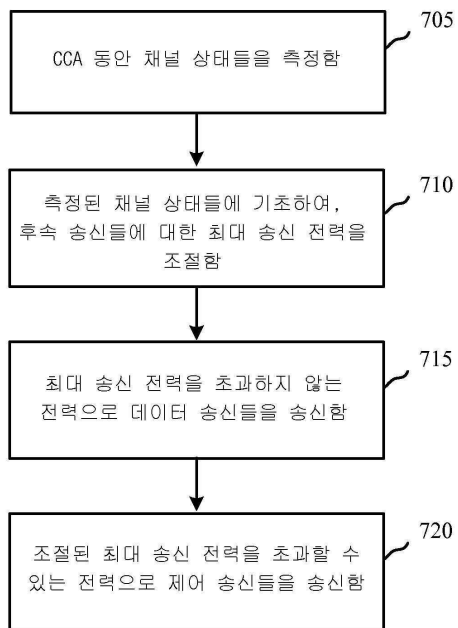 705
CCA 동안 채널 상태들을 측정함
710
측정된 채널 상태들에 기초하여,
후속 송신들에 대한 최대 송신 전력을
조절함
715
최대 송신 전력을 초과하지 않는
전력으로 데이터 송신들을 송신함
720
조절된 최대 송신 전력을 초과할 수
있는 전력으로 제어 송신들을 송신함